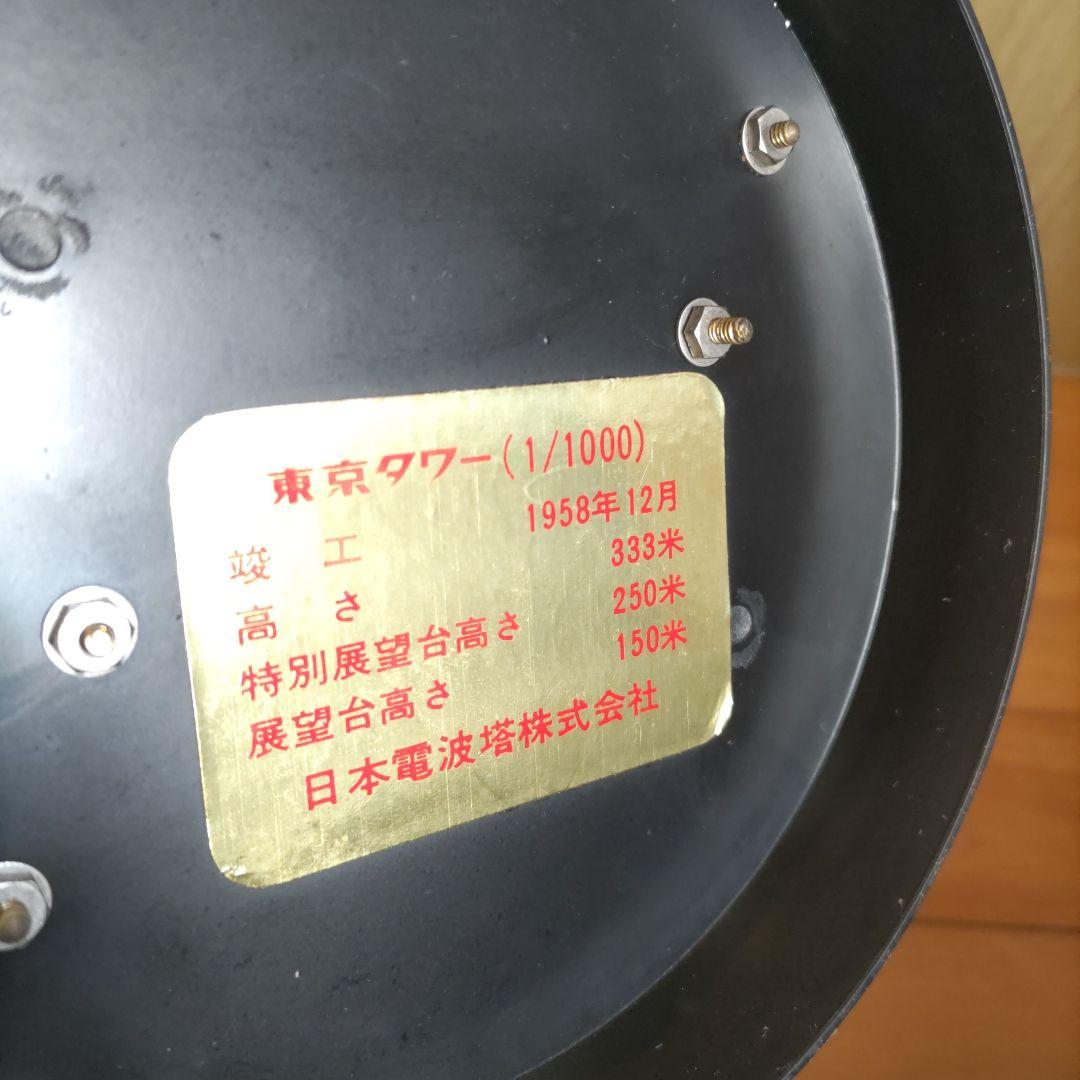 東京タワー(1/1000)
竣工 1958年12月
高さ 333米
特別展望台高さ 250米
展望台高さ 150米
日本電波塔株式会社